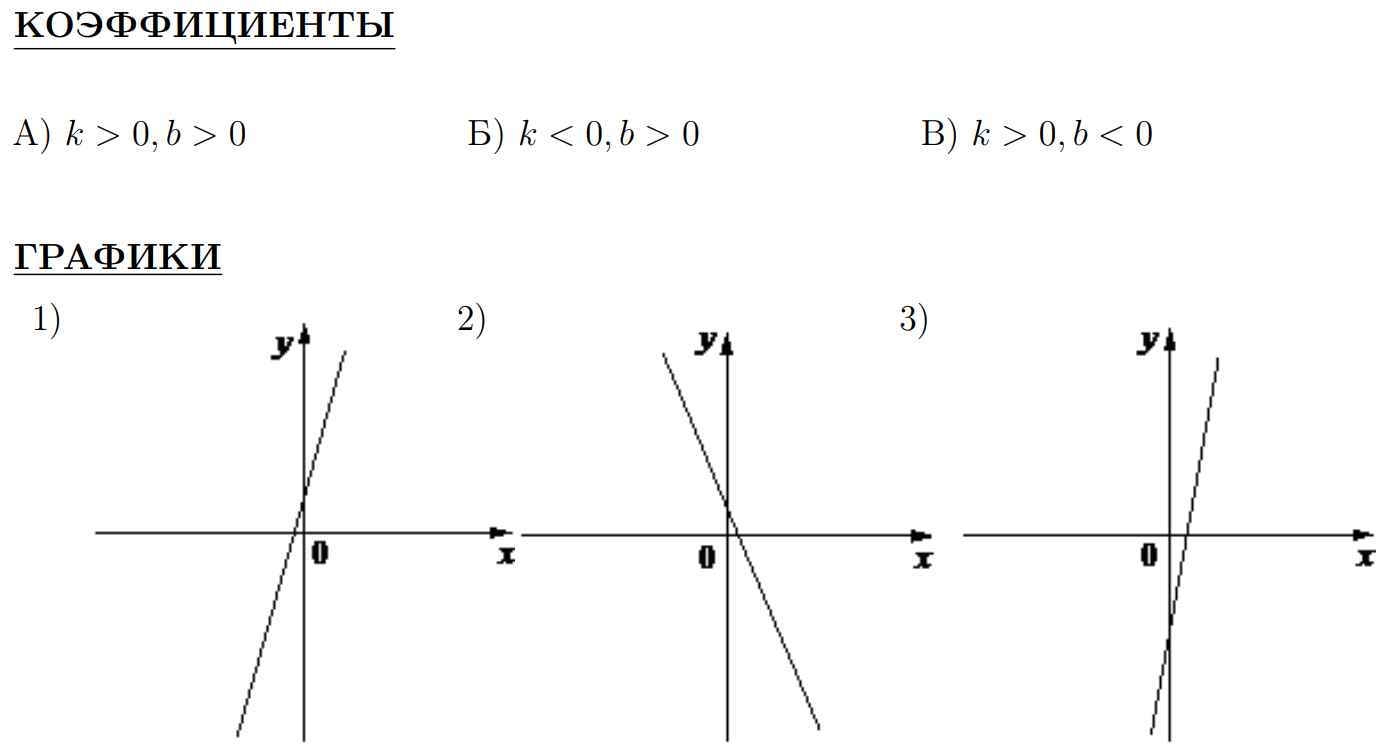 КОЭФФИЦИЕНТЫ
А) k > 0, b > 0 Б) k < 0, b > 0 В) k > 0, b < 0
ГРАФИКИ
1) 2) 3)
y y y
0 x 0 x 0 x